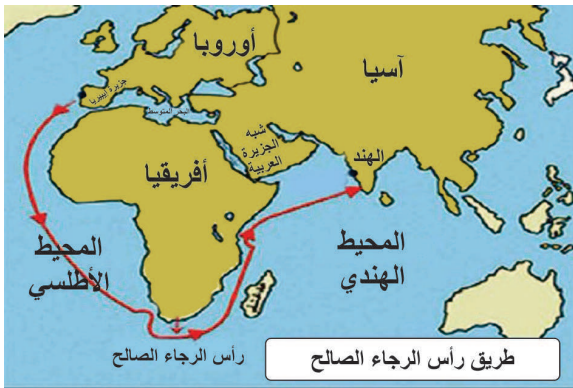 أوروبا
آسيا
جزيرة ايبيريا
البحر المتوسط
شبه
الجزيرة
العربية
الهند
أفريقيا
المحيط
الأطلسي
المحيط
الهندي
رأس الرجاء الصالح
طريق رأس الرجاء الصالح